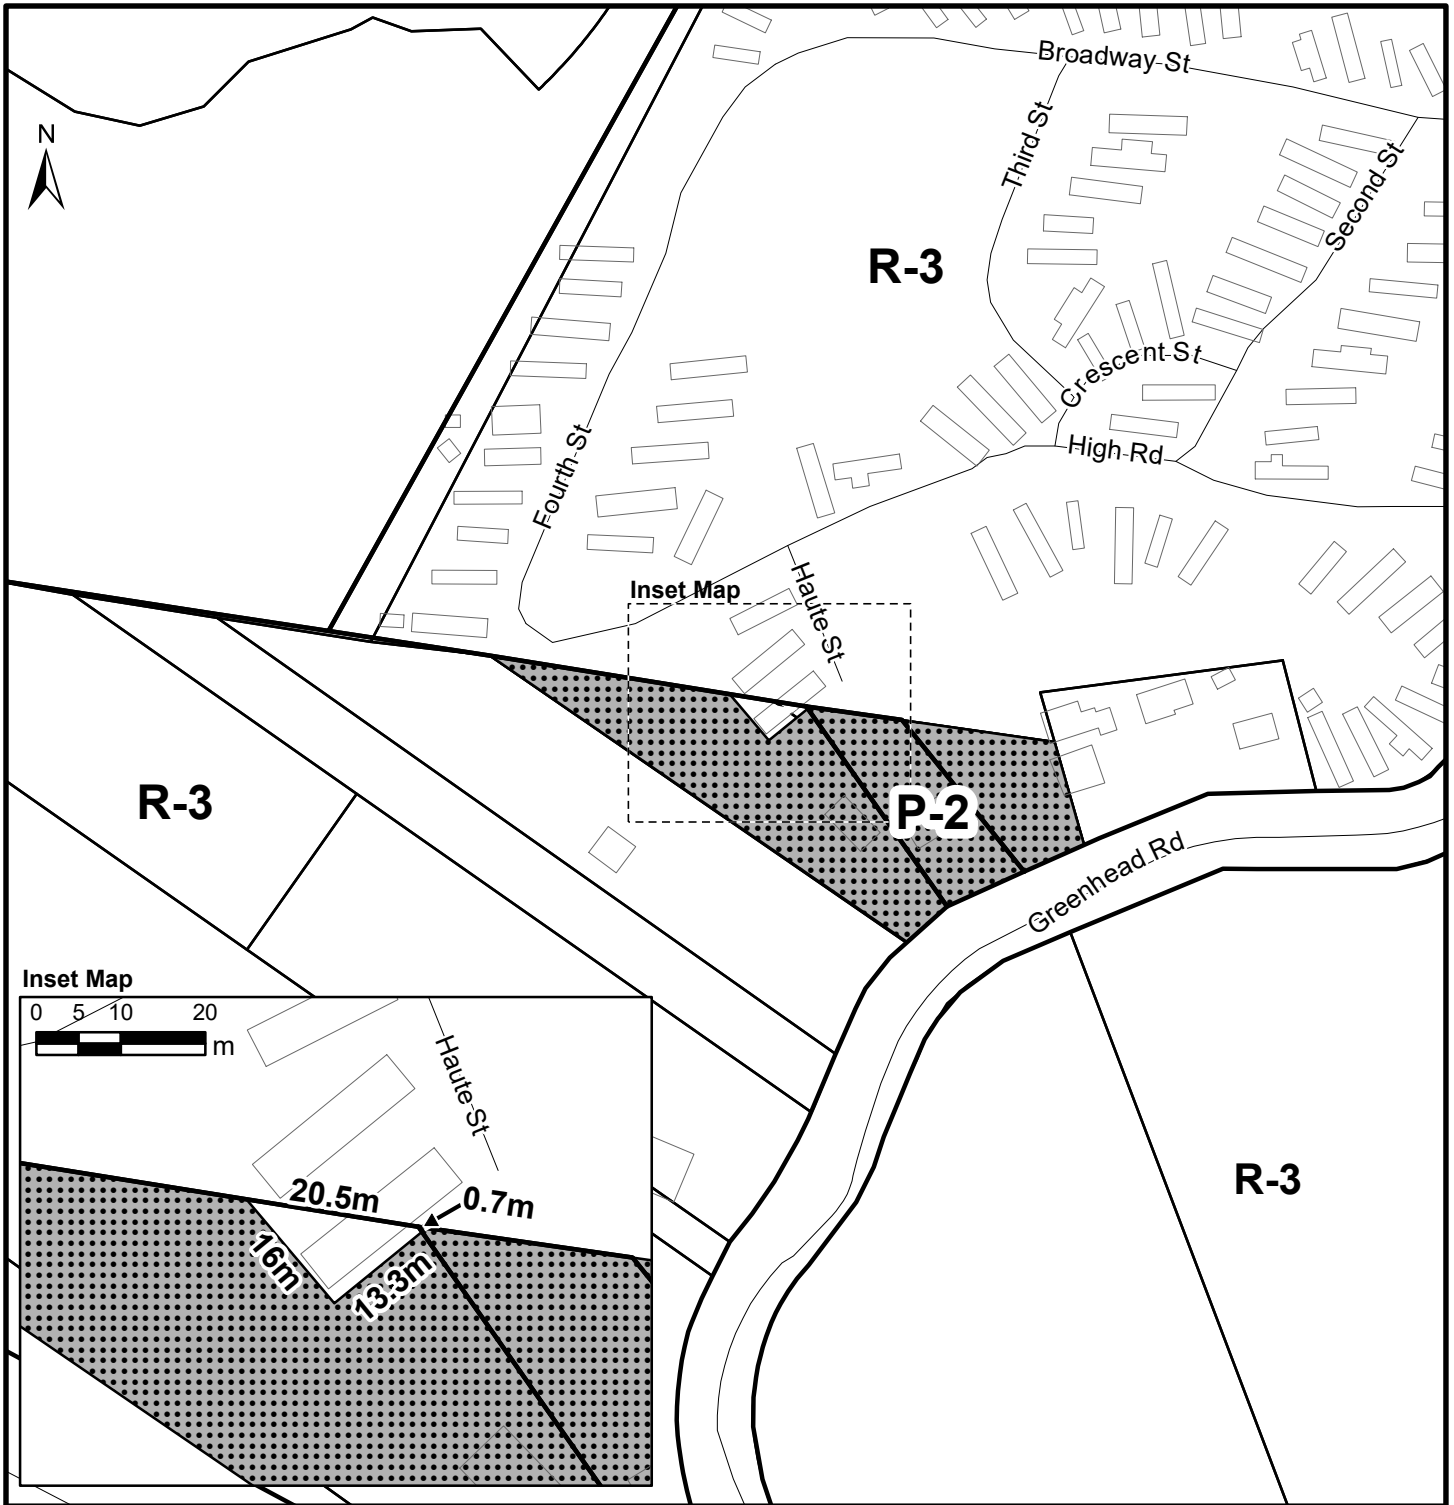 Broadway St
N
Third St
Second St
R-3
Crescent St
High Rd
Fourth St
Haute St
Inset Map
R-3
P-2
Greenhead Rd
Inset Map
0 5 10 20
m
Haute St
20.5m
0.7m
16m
13.3m
R-3